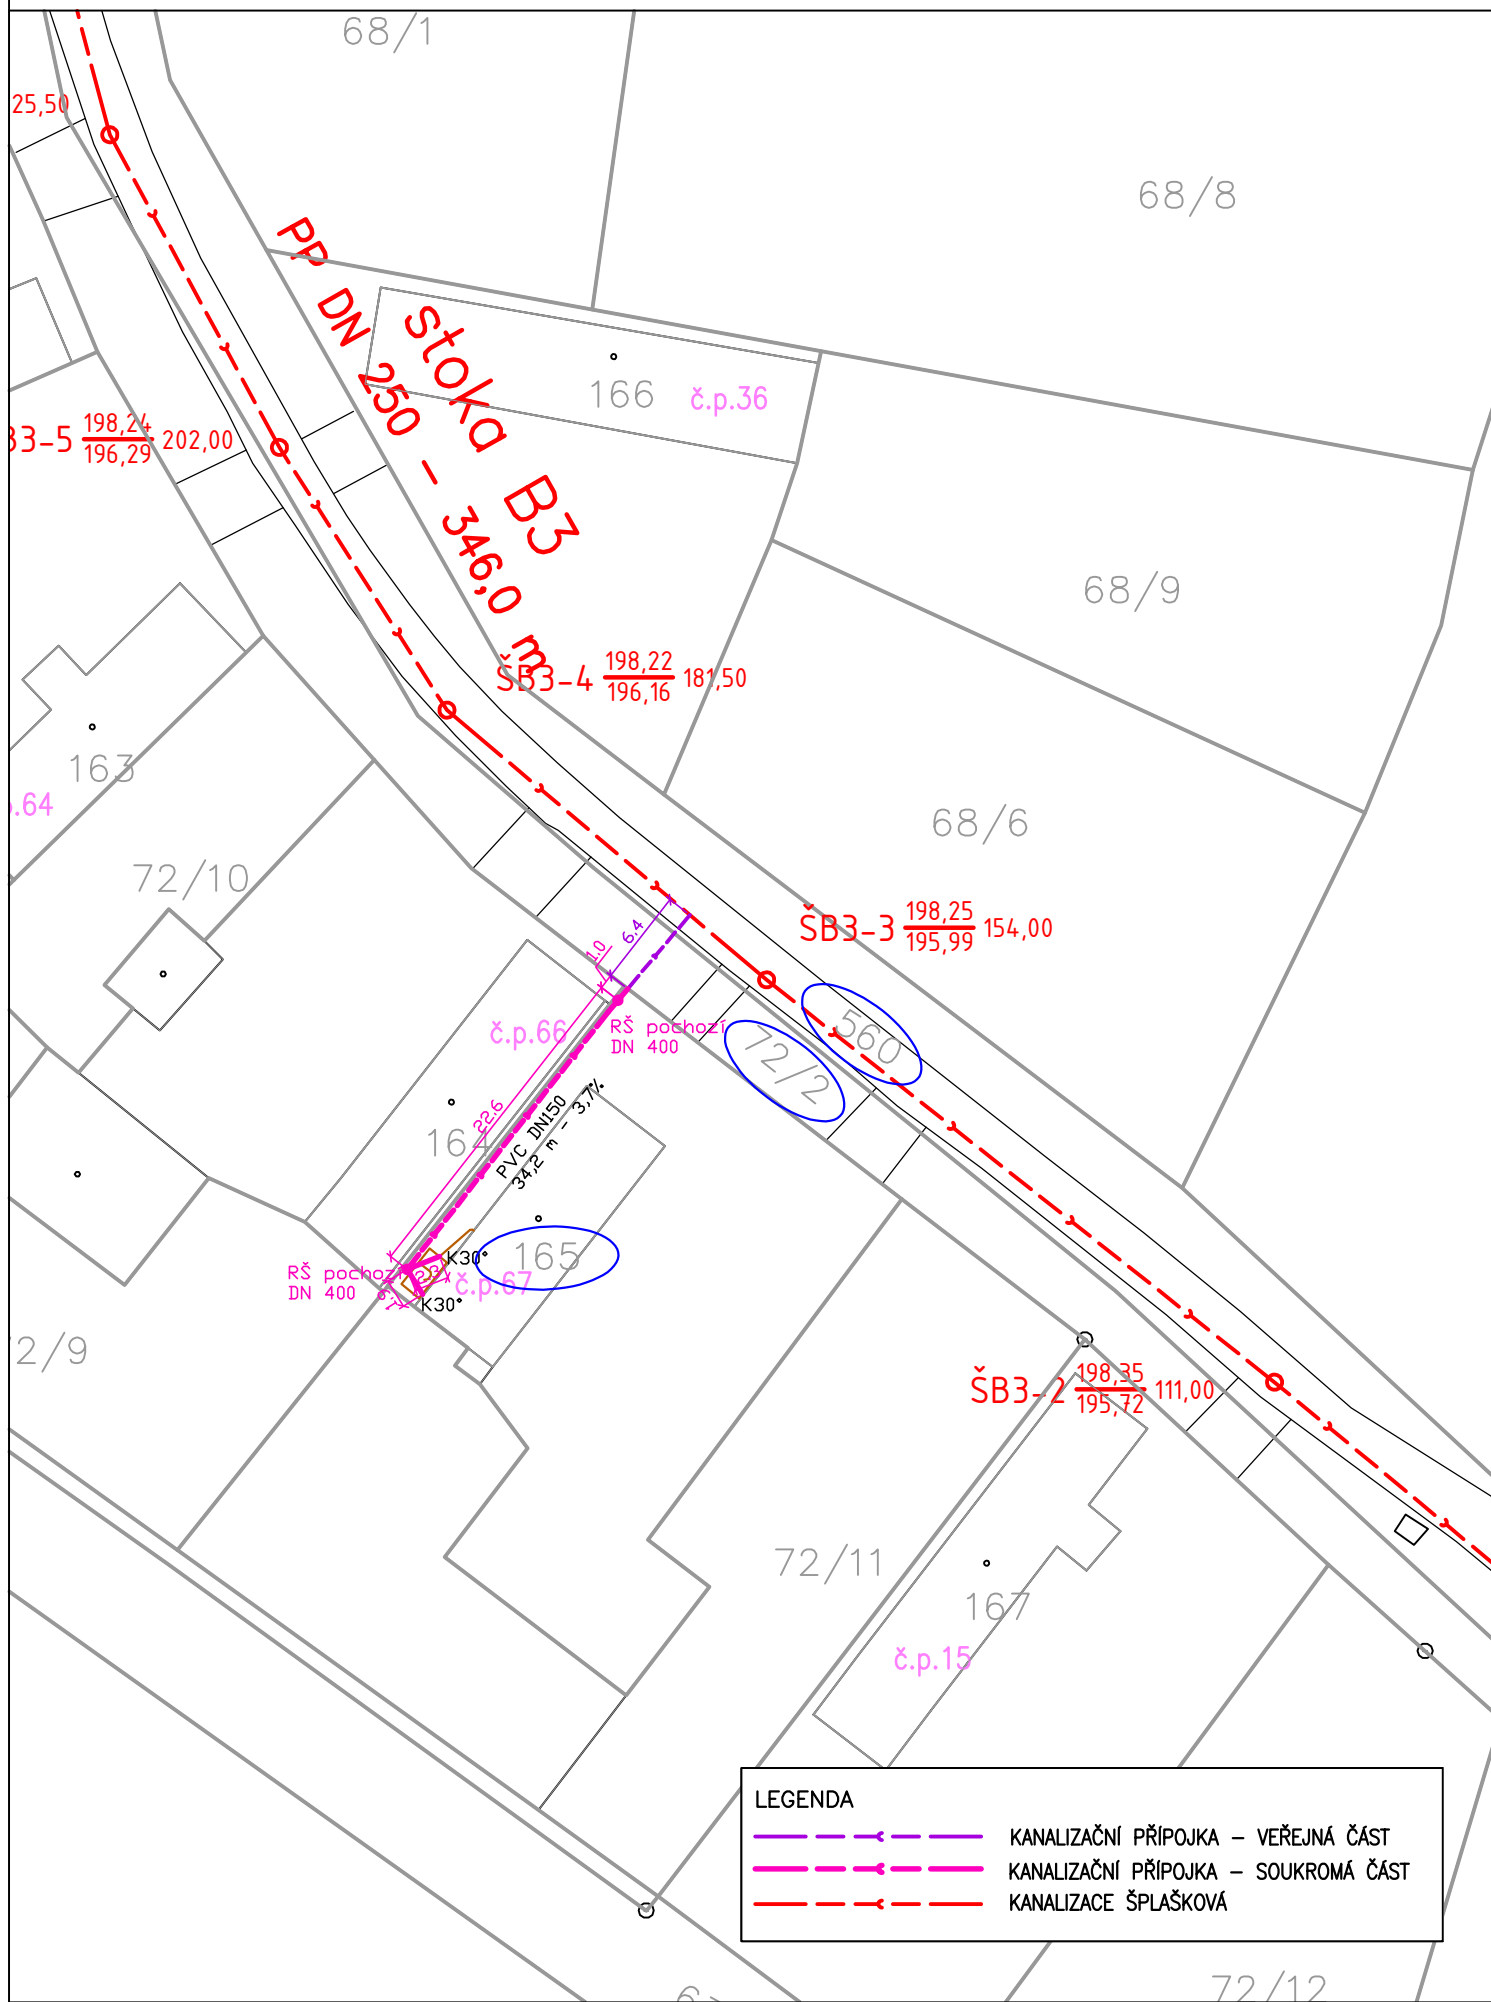 68/1
25,50
68/8
PP DN 250 - 346,0 m
stoka B3
166
č.p.36
B3-5 198,24 202,00
196,29
68/9
ŠB3-4 198,22 181,50
196,16
163
.64
68/6
72/10
ŠB3-3 198,25 154,00
195,99
6.4
1.0
č.p.66
RŠ pochozí
DN 400
560
72/2
22.6
PVC DN150
34,2 m - 3,7%
164
165
K30°
RŠ pochozí
DN 400
č.p.67
K30°
2/9
ŠB3-2 198,35 111,00
195,72
72/11
167
č.p.15
LEGENDA
KANALIZAČNÍ PŘÍPOJKA - VEŘEJNÁ ČÁST
KANALIZAČNÍ PŘÍPOJKA - SOUKROMÁ ČÁST
KANALIZACE ŠPLAŠKOVÁ
72/12